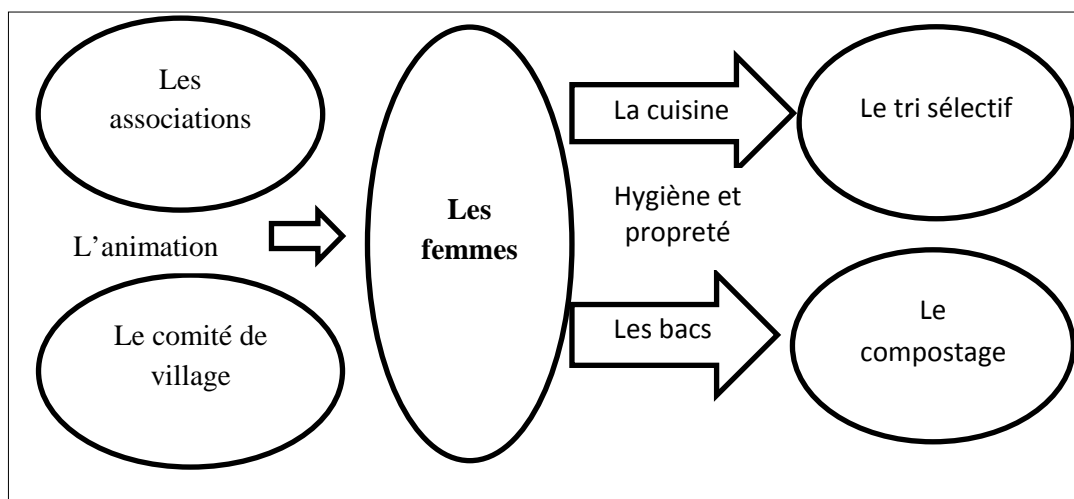 Les
associations
L’animation
Le comité de
village
Les
femmes
La cuisine
Hygiène et
propreté
Les bacs
Le tri sélectif
Le
compostage